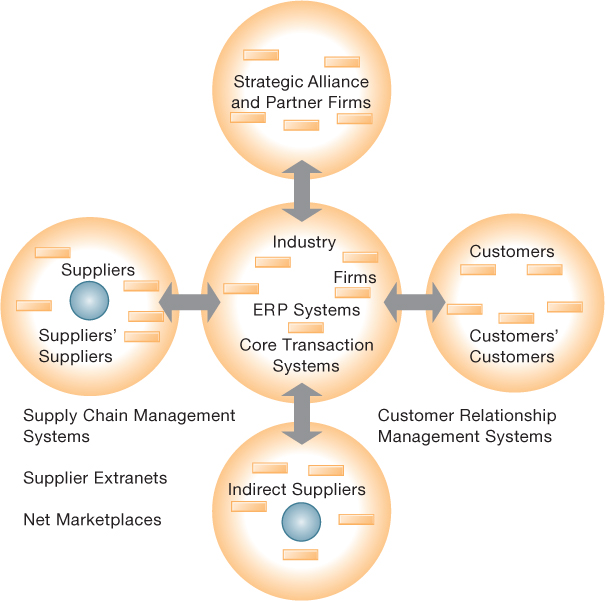 Strategic Alliance
and Partner Firms
Industry
Firms
ERP Systems
Core Transaction
Systems
Suppliers
Suppliers'
Suppliers
Customers
Customers'
Customers
Supply Chain Management
Systems
Supplier Extranets
Net Marketplaces
Customer Relationship
Management Systems
Indirect Suppliers